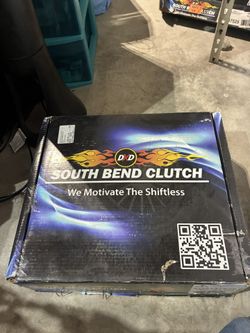 DXD
SOUTH BEND CLUTCH
We Motivate The Shiftless